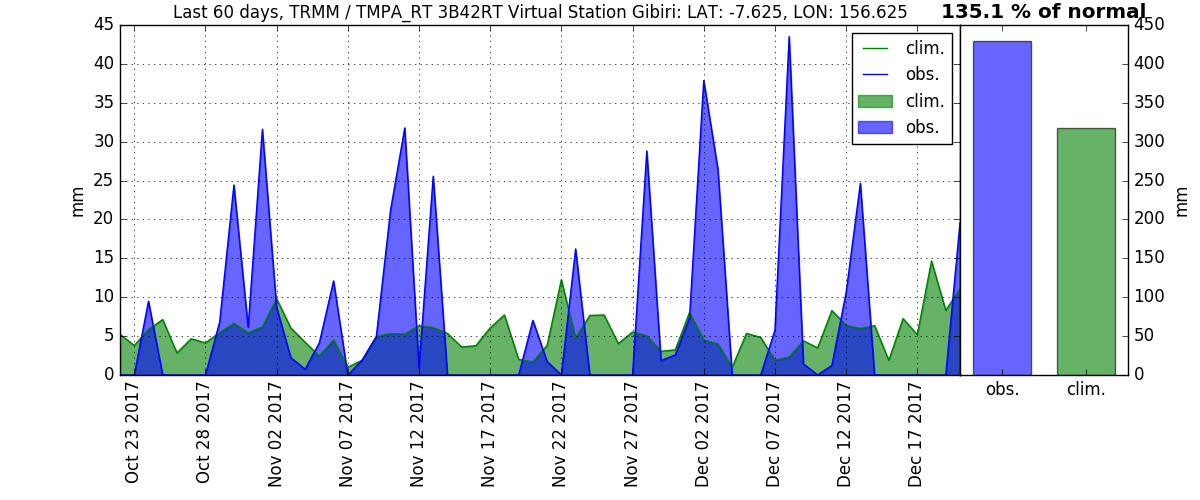 Last 60 days, TRMM / TMPA_RT 3B42RT Virtual Station Gibiri: LAT: -7.625, LON: 156.625
135.1 % of normal
45
40
35
30
25
20
15
10
5
0
mm
Oct 23 2017
Oct 28 2017
Nov 02 2017
Nov 07 2017
Nov 12 2017
Nov 17 2017
Nov 22 2017
Nov 27 2017
Dec 02 2017
Dec 07 2017
Dec 12 2017
Dec 17 2017
clim.
obs.
clim.
obs.
450
400
350
300
250
200
150
100
50
0
mm
obs.
clim.